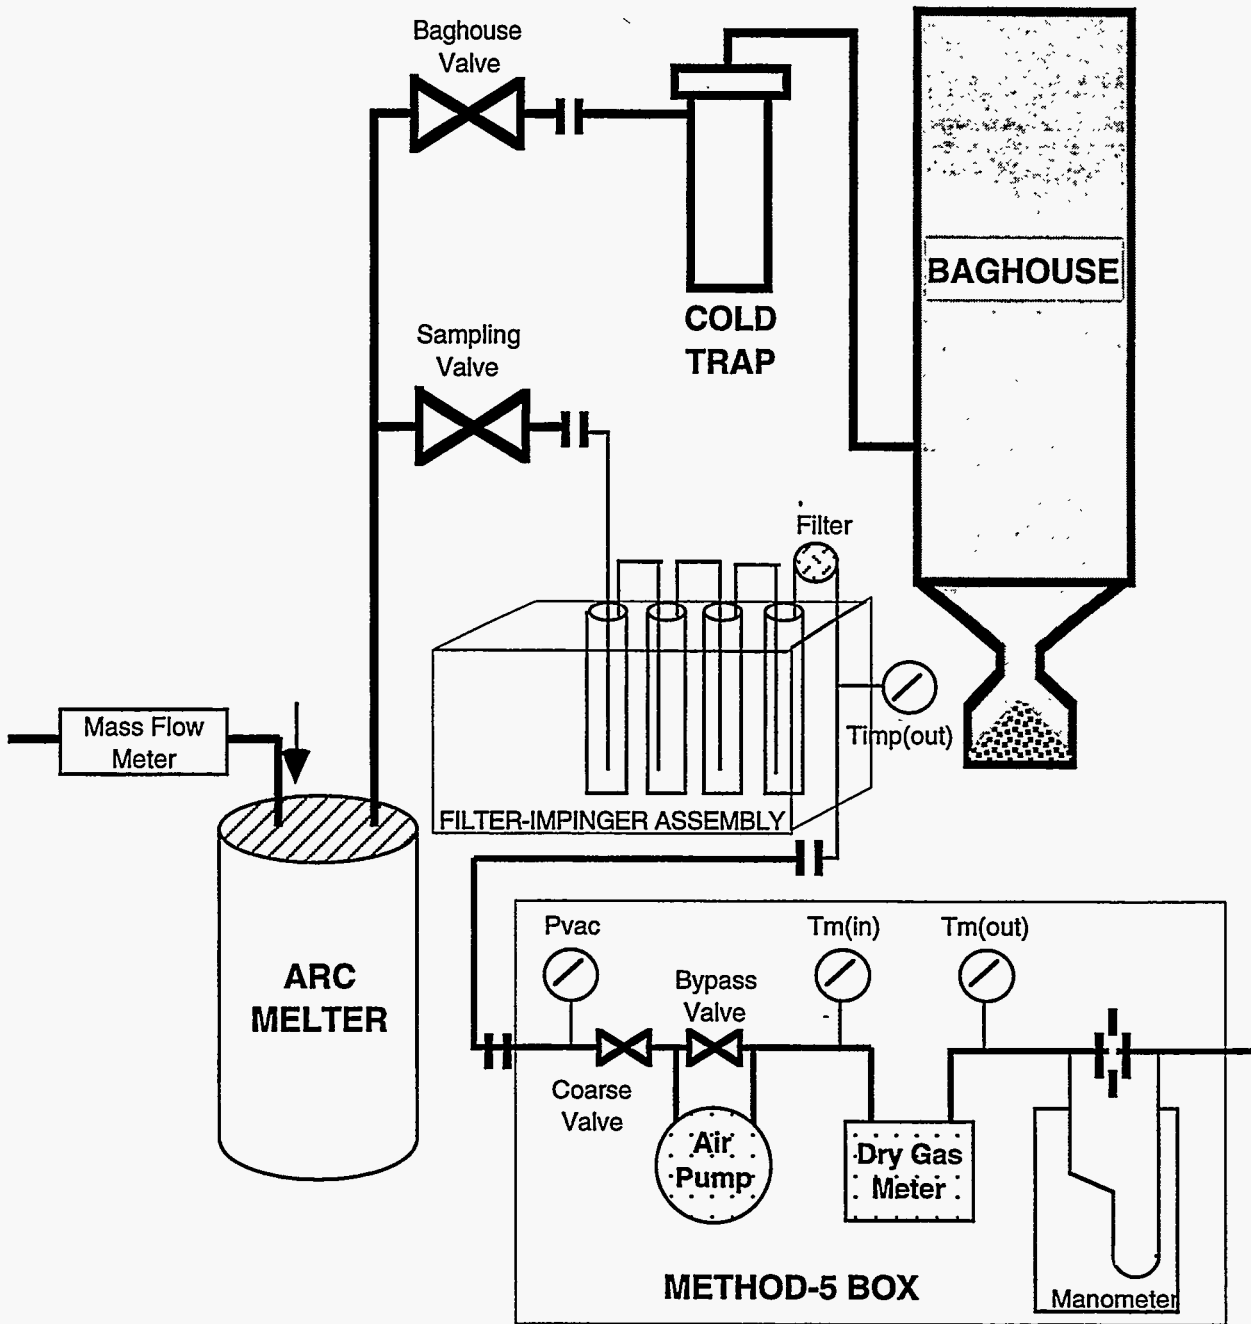 Baghouse
Valve
BAGHOUSE
COLD
TRAP
Sampling
Valve
Filter
Mass Flow
Meter
Timp(out)
FILTER-IMPINGER ASSEMBLY
ARC
MELTER
Pvac
Tm(in)
Tm(out)
Bypass
Valve
Coarse
Valve
Air
Pump
Dry Gas
Meter
METHOD-5 BOX
Manometer